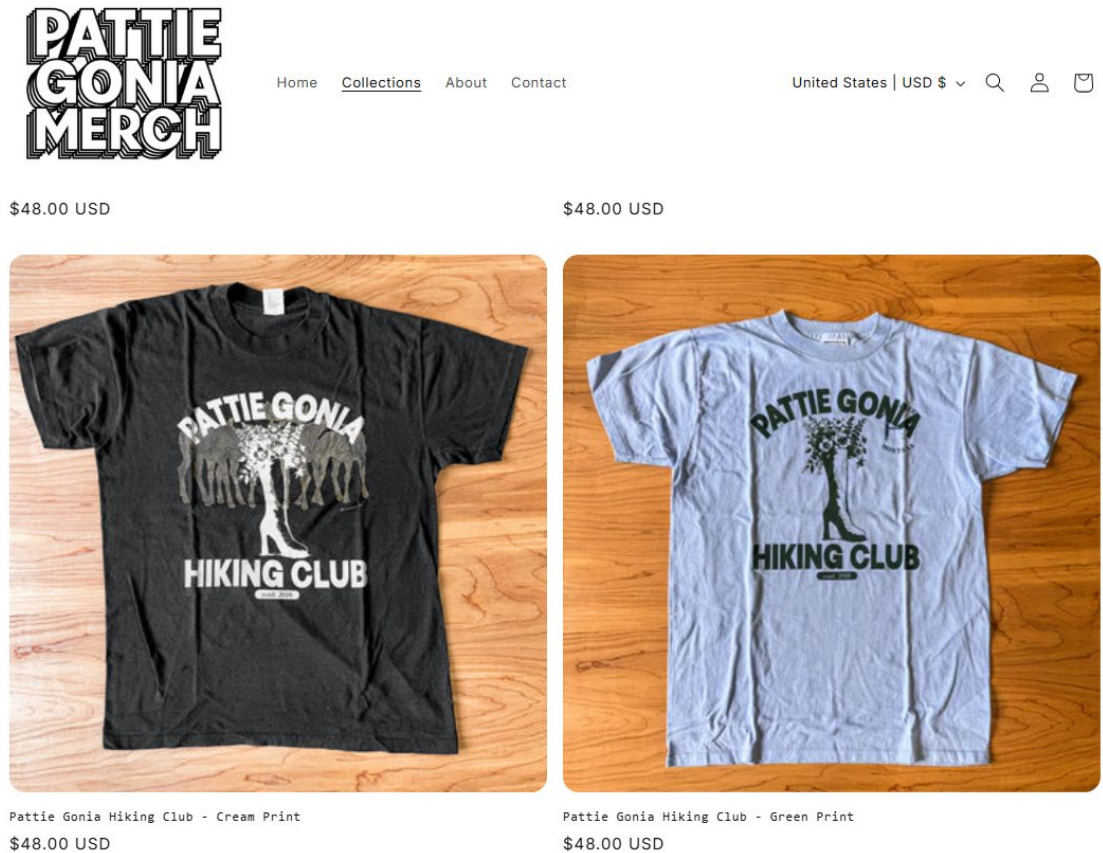 PATTIE
GONIA
MERCH
Home Collections About Contact
United States | USD $
$48.00 USD
$48.00 USD
PATTIE GONIA
HIKING CLUB
PATTIE GONIA
HIKING CLUB
Pattie Gonia Hiking Club - Cream Print
$48.00 USD
Pattie Gonia Hiking Club - Green Print
$48.00 USD